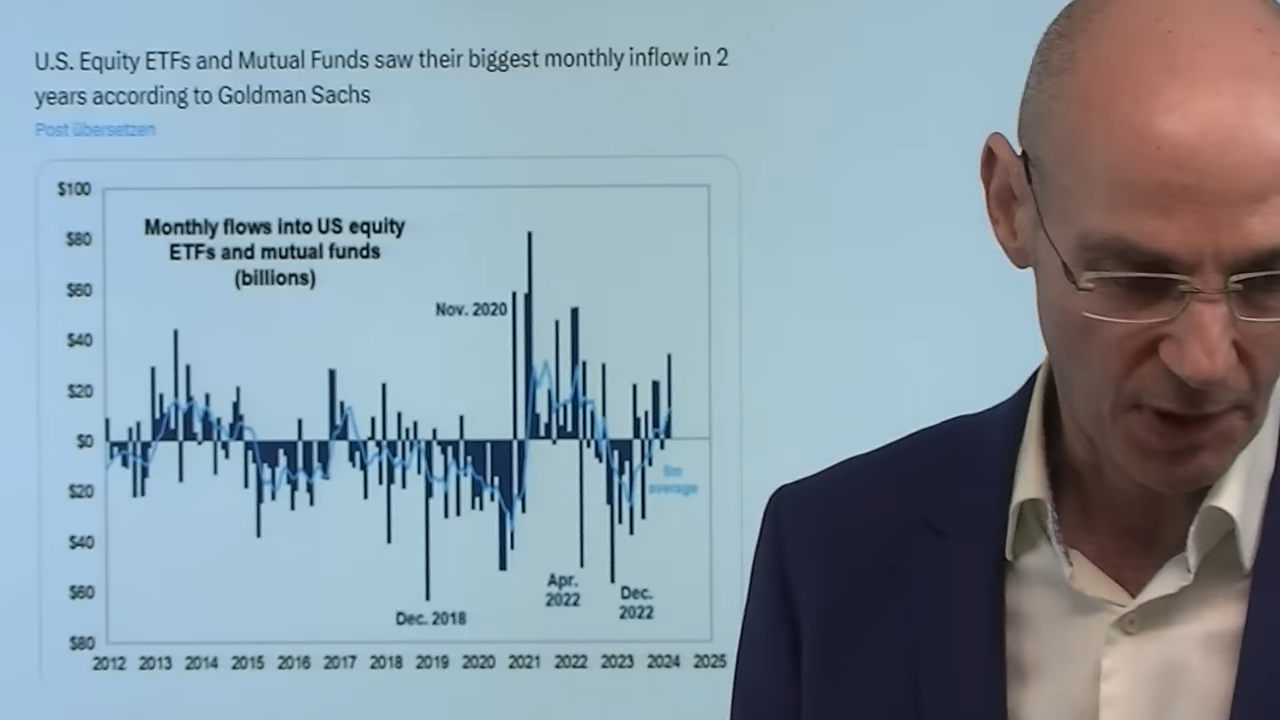 U.S. Equity ETFs and Mutual Funds saw their biggest monthly inflow in 2
years according to Goldman Sachs
Post übersetzen
$100
$80
$60
$40
$20
$0
$20
$40
$60
$80
Monthly flows into US equity
ETFs and mutual funds
(billions)
Nov. 2020
6m
average
Apr.
2022
Dec.
2022
Dec. 2018
2012 2013 2014 2015 2016 2017 2018 2019 2020 2021 2022 2023 2024 2025